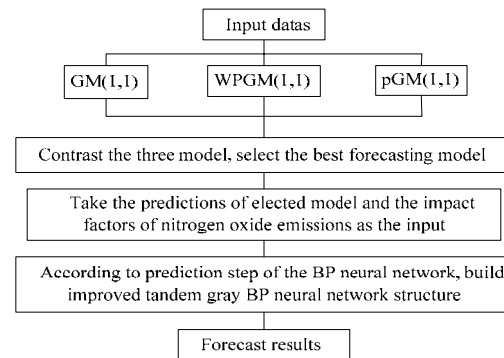 Input datas
GM(1,1) WPGM(1,1) pGM(1,1)
Contrast the three model, select the best forecasting model
Take the predictions of elected model and the impact
factors of nitrogen oxide emissions as the input
According to prediction step of the BP neural network, build
improved tandem gray BP neural network structure
Forecast results